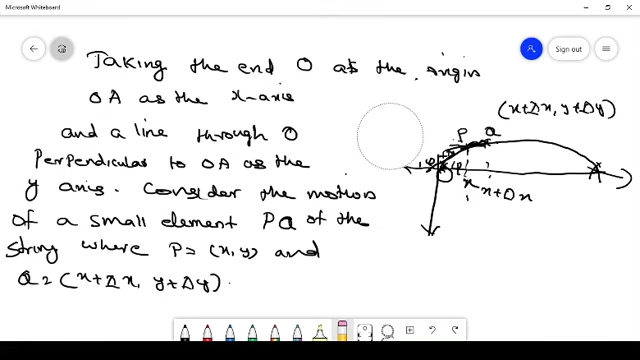 Microsoft Whiteboard
Sign out
Taking the end O as the origin
OA as the x-axis
and a line through O
Perpendicular to OA as the
y axis. Consider the motion
of a small element PQ of the
string where P = (x, y) and
Q = (x+Δx, y+Δy).
(x+Δx, y+Δy)
P Q
O A
x x+Δx